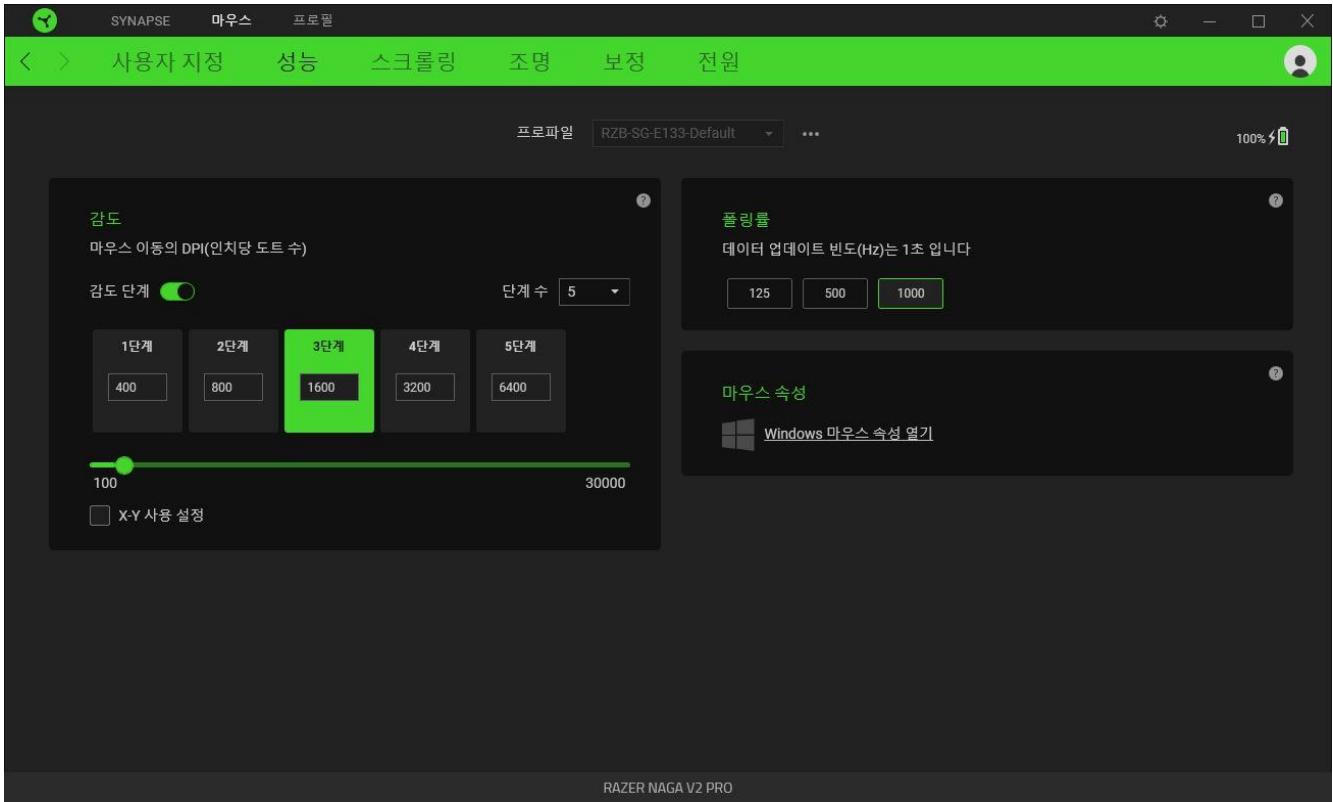 SYNAPSE 마우스 프로필
사용자 지정 성능 스크롤링 조명 보정 전원
프로파일 RZB-SG-E133-Default
100%
감도
마우스 이동의 DPI(인치당 도트 수)
감도 단계 단계 수 5
1단계 2단계 3단계 4단계 5단계
400 800 1600 3200 6400
100 30000
X-Y 사용 설정
폴링률
데이터 업데이트 빈도(Hz)는 1초 입니다
125 500 1000
마우스 속성
Windows 마우스 속성 열기
RAZER NAGA V2 PRO